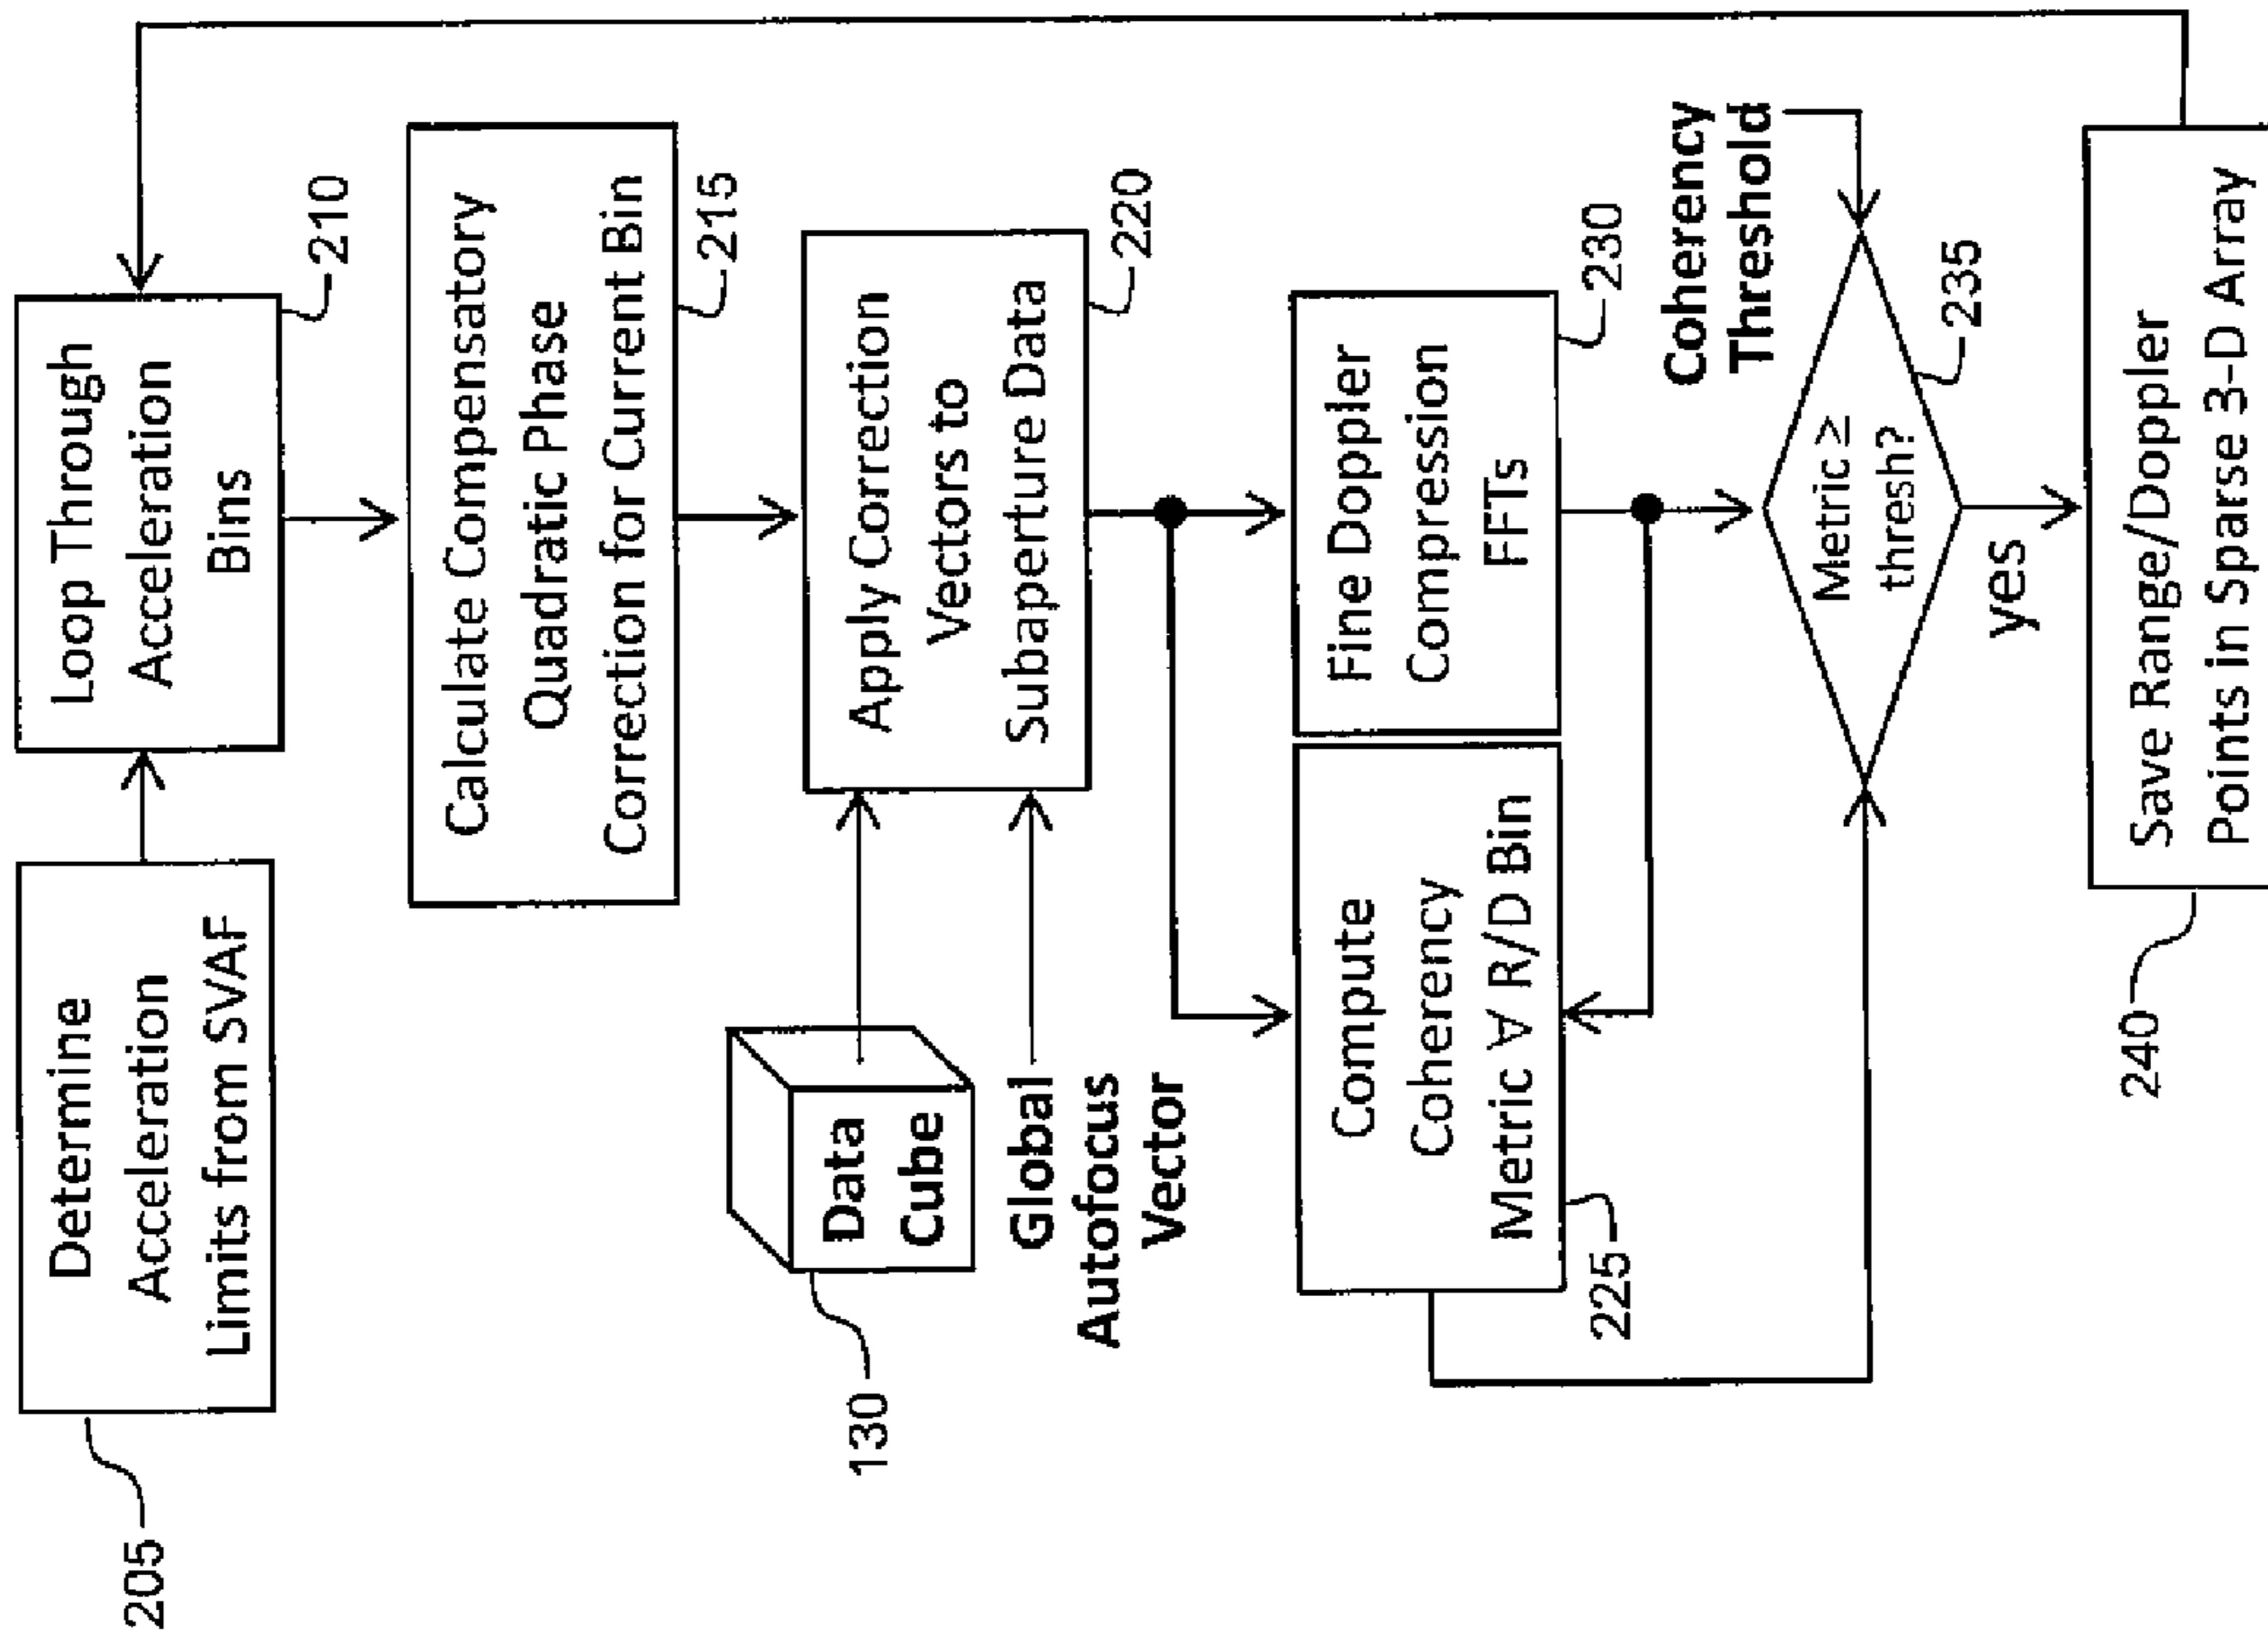 205
Determine
Acceleration
Limits from SVAF
Loop Through
Acceleration
Bins
210
Calculate Compensatory
Quadratic Phase
Correction for Current Bin
215
130
Data
Cube
Global
Autofocus
Vector
Apply Correction
Vectors to
Subaperture Data
220
Compute
Coherency
Metric ∀ R/D Bin
225
Fine Doppler
Compression
FFTs
230
Coherency
Threshold
Metric ≥
thresh?
235
yes
240
Save Range/Doppler
Points in Sparse 3-D Array